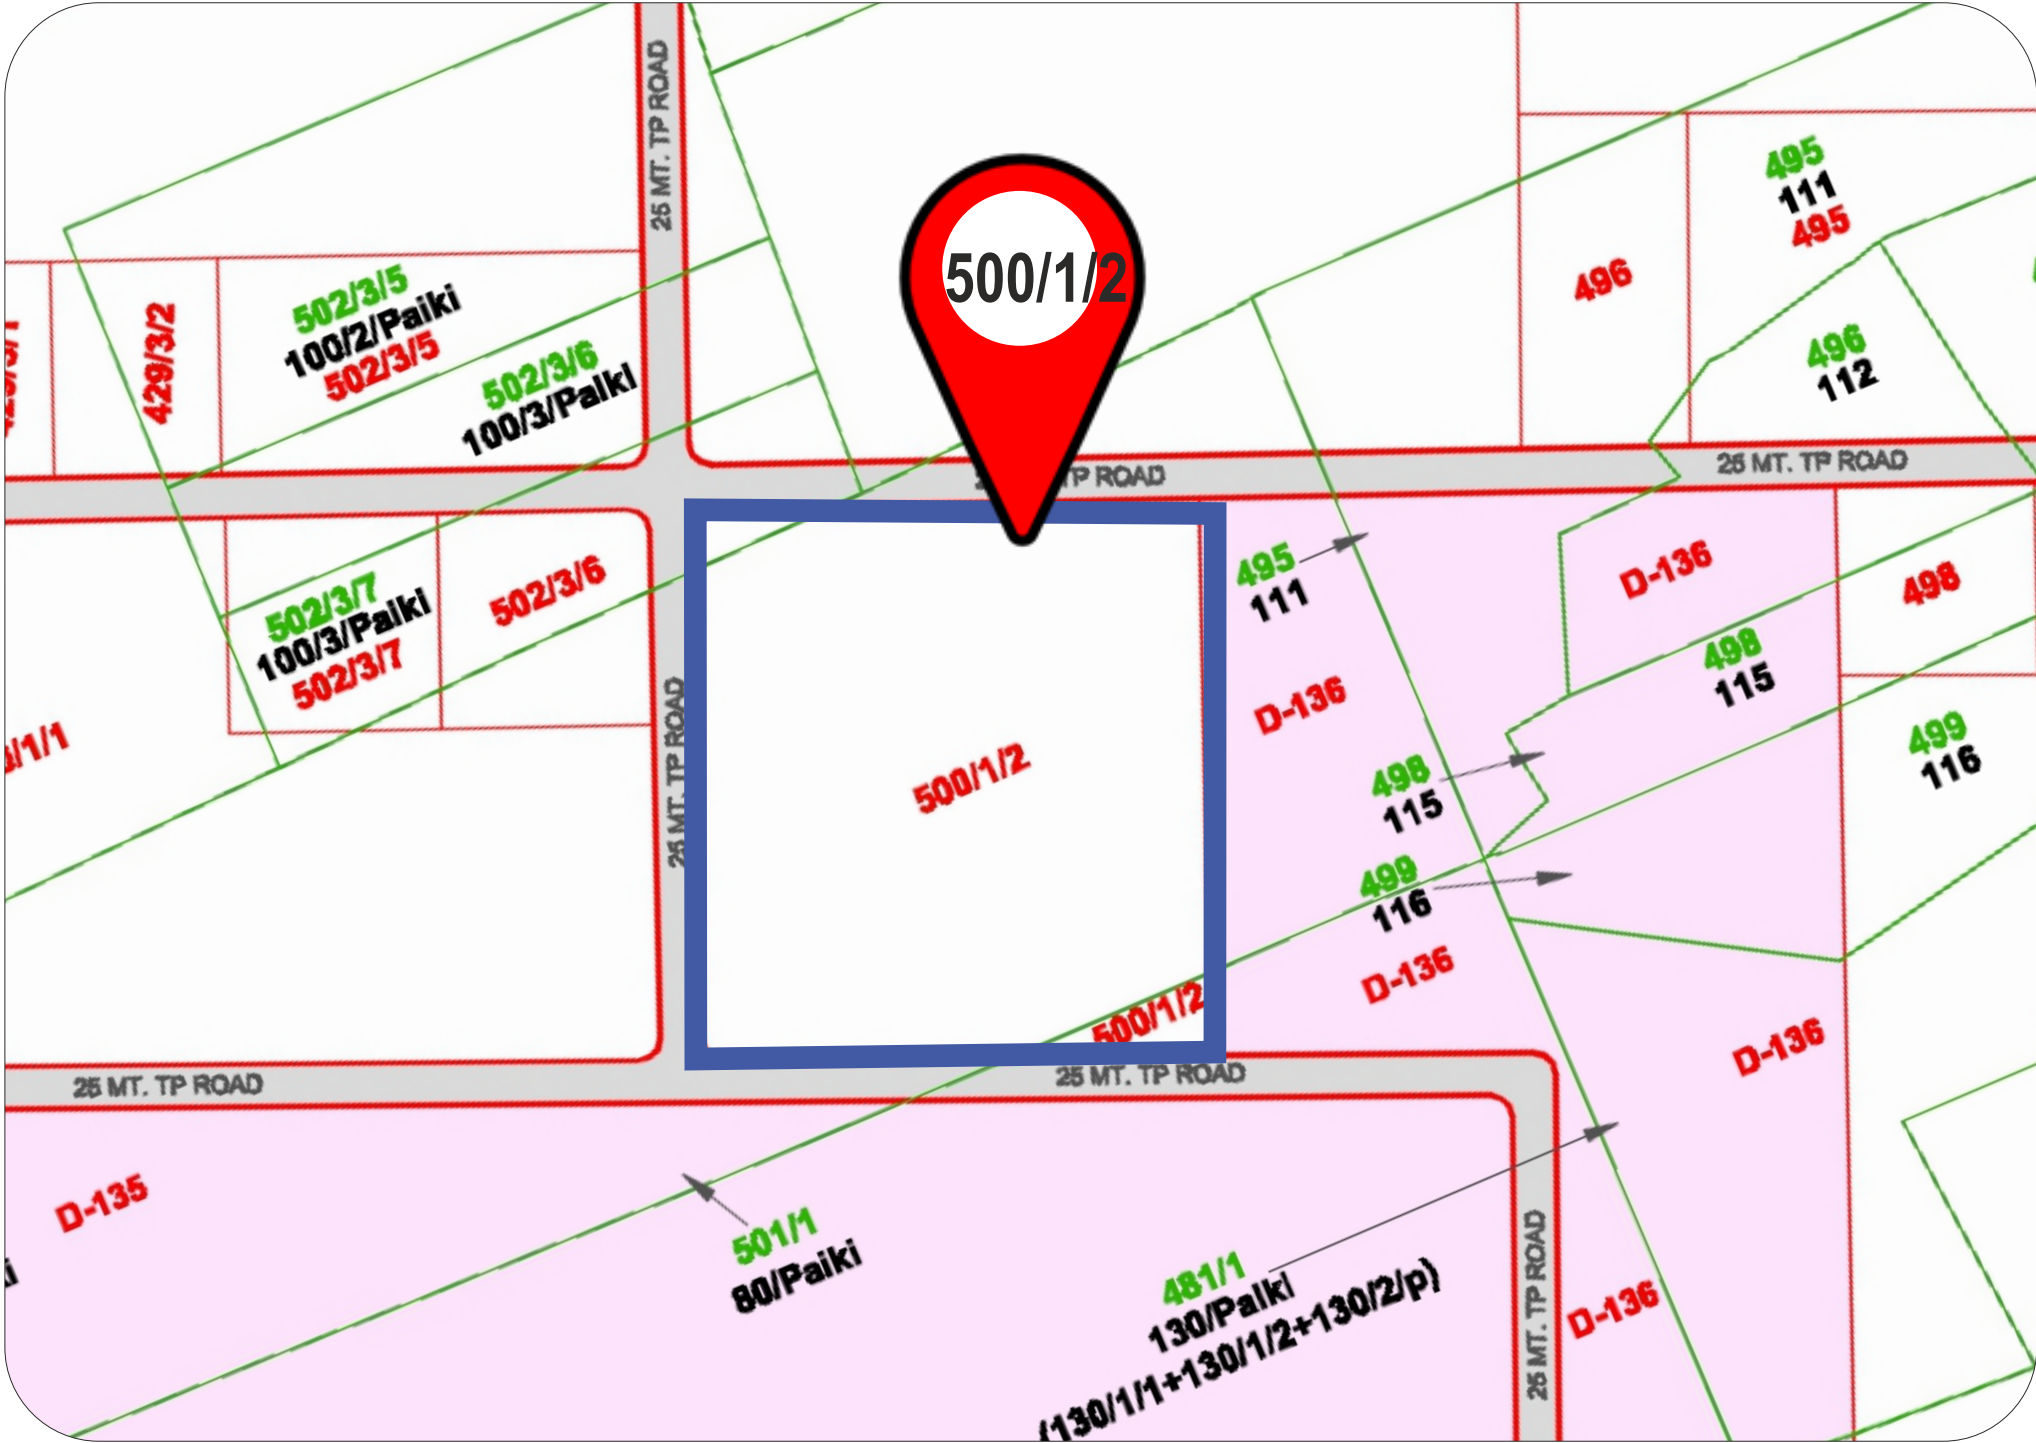 25 MT. TP ROAD
495
111
495
496
500/1/2
502/3/5
100/2/Paiki
502/3/5
429/3/2
502/3/6
100/3/Paiki
496
112
TP ROAD
25 MT. TP ROAD
495
111
D-136
498
502/3/6
502/3/7
100/3/Paiki
502/3/7
498
115
D-136
25 MT. TP ROAD
/1/1
500/1/2
498
115
499
116
499
116
D-136
500/1/2
D-136
25 MT. TP ROAD
25 MT. TP ROAD
D-135
501/1
80/Paiki
481/1
130/Paiki
(130/1/1+130/1/2+130/2/p)
25 MT. TP ROAD
D-136